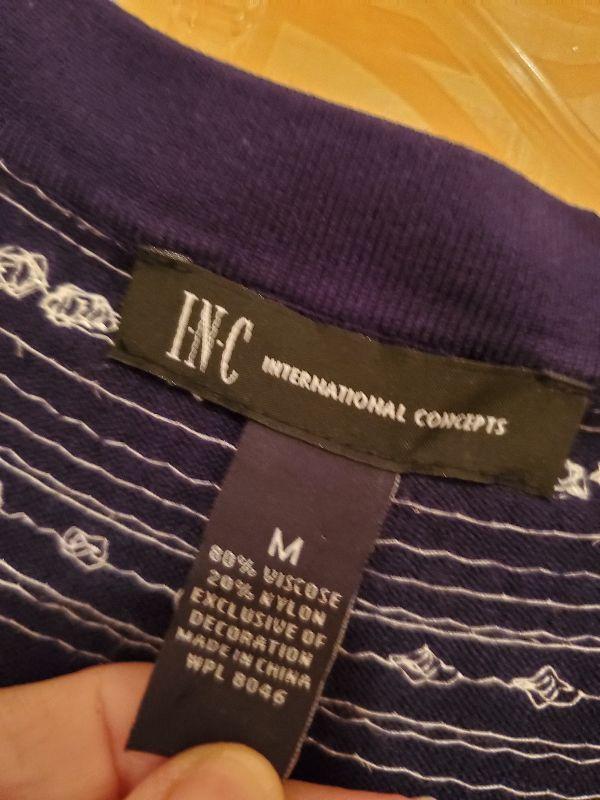 I·N·C INTERNATIONAL CONCEPTS
M
80% VISCOSE
20% NYLON
EXCLUSIVE OF
DECORATION
MADE IN CHINA
WPL 8046